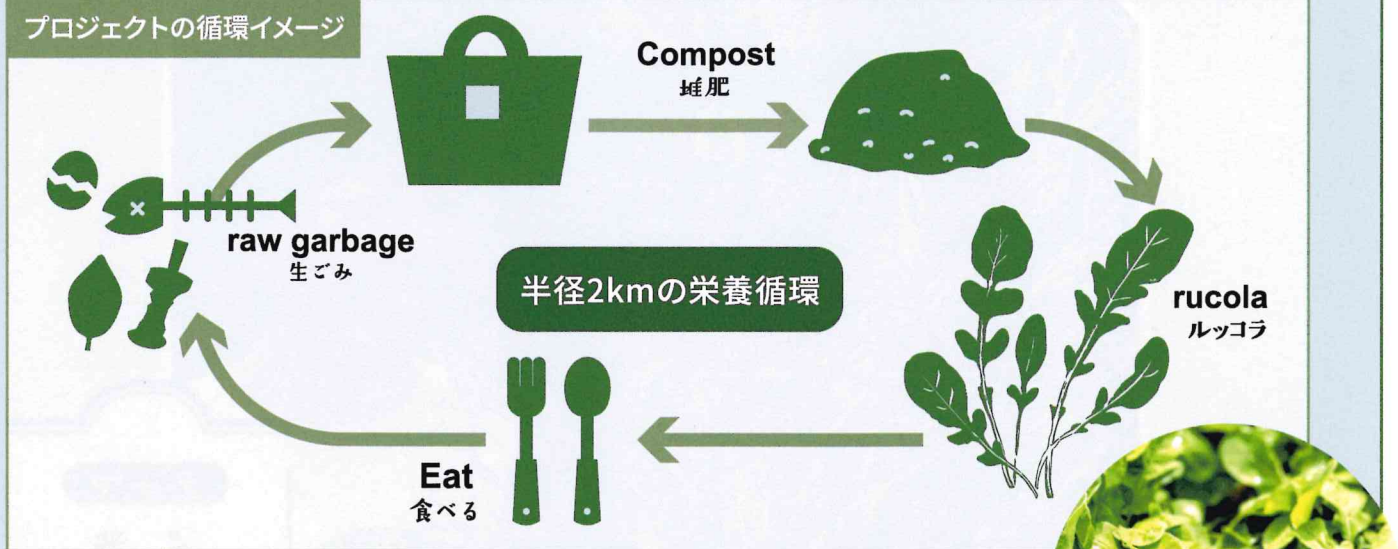 プロジェクトの循環イメージ
Compost
堆肥
raw garbage
生ごみ
半径2kmの栄養循環
rucola
ルッコラ
Eat
食べる